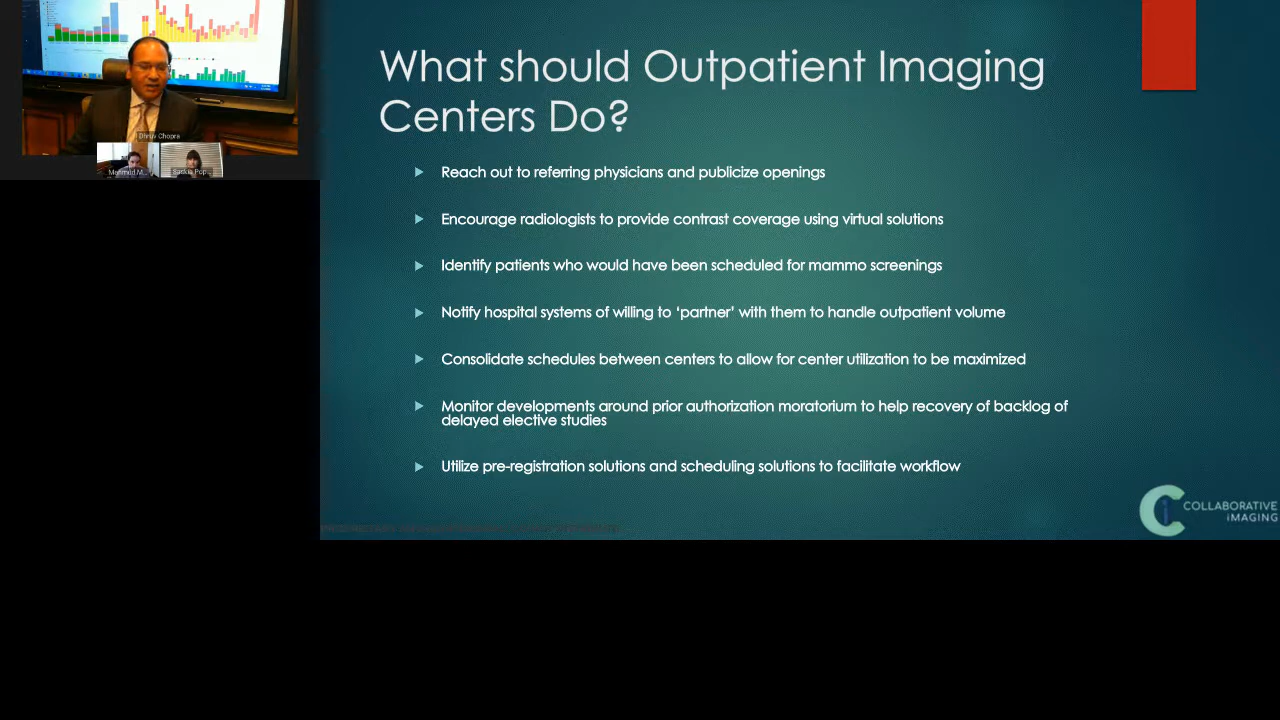 Dhruv Chopra
What should Outpatient Imaging
Centers Do?
Reach out to referring physicians and publicize openings
Encourage radiologists to provide contrast coverage using virtual solutions
Identify patients who would have been scheduled for mammo screenings
Notify hospital systems of willing to ‘partner’ with them to handle outpatient volume
Consolidate schedules between centers to allow for center utilization to be maximized
Monitor developments around prior authorization moratorium to help recovery of backlog of
delayed elective studies
Utilize pre-registration solutions and scheduling solutions to facilitate workflow
COLLABORATIVE
iMAGING